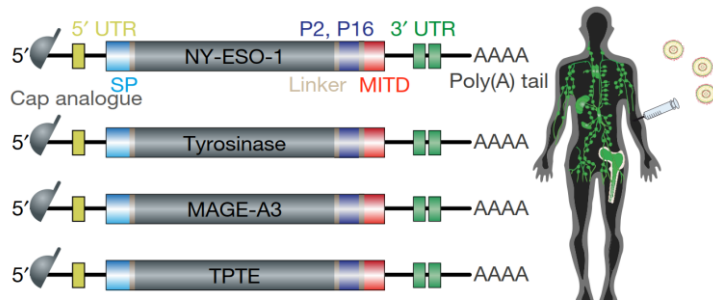 5′ UTR P2, P16 3′ UTR
5′ NY-ESO-1 AAAA
SP Linker MITD Poly(A) tail
Cap analogue
5′ Tyrosinase AAAA
5′ MAGE-A3 AAAA
5′ TPTE AAAA